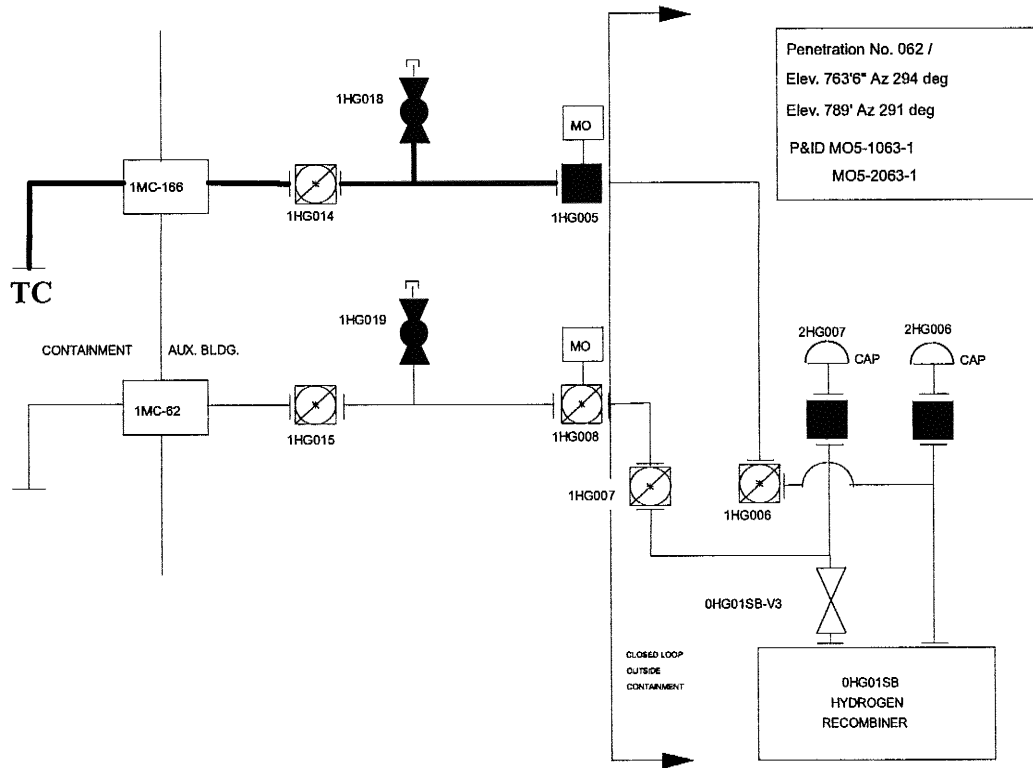 Penetration No. 062 /
Elev. 763'6" Az 294 deg
Elev. 789' Az 291 deg
P&ID MO5-1063-1
MO5-2063-1
1HG018
MO
1MC-166
1HG014
1HG005
TC
1HG019
CONTAINMENT
AUX. BLDG.
MO
2HG007
2HG006
CAP
CAP
1MC-62
1HG015
1HG008
1HG007
1HG006
0HG01SB-V3
CLOSED LOOP
OUTSIDE
CONTAINMENT
0HG01SB
HYDROGEN
RECOMBINER